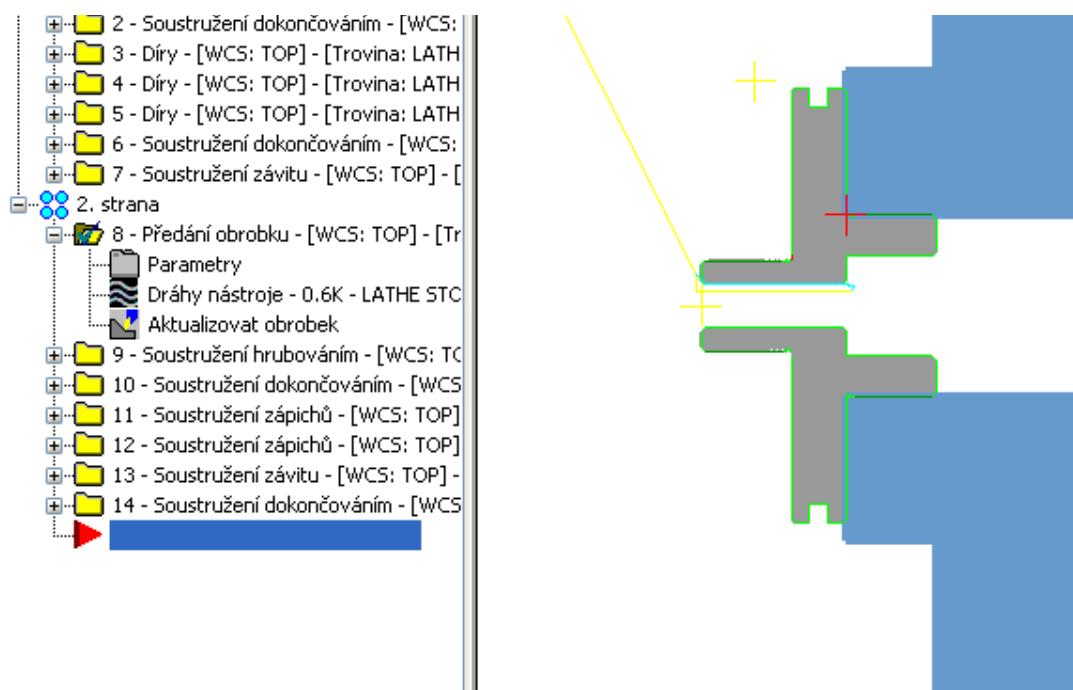 2 - Soustružení dokončováním - [WCS:
3 - Díry - [WCS: TOP] - [Trovina: LATH
4 - Díry - [WCS: TOP] - [Trovina: LATH
5 - Díry - [WCS: TOP] - [Trovina: LATH
6 - Soustružení dokončováním - [WCS:
7 - Soustružení závitu - [WCS: TOP] - [
2. strana
8 - Předání obrobku - [WCS: TOP] - [Tr
Parametry
Dráhy nástroje - 0.6K - LATHE STC
Aktualizovat obrobek
9 - Soustružení hrubováním - [WCS: TC
10 - Soustružení dokončováním - [WCS
11 - Soustružení zápichů - [WCS: TOP]
12 - Soustružení zápichů - [WCS: TOP]
13 - Soustružení závitu - [WCS: TOP] -
14 - Soustružení dokončováním - [WCS